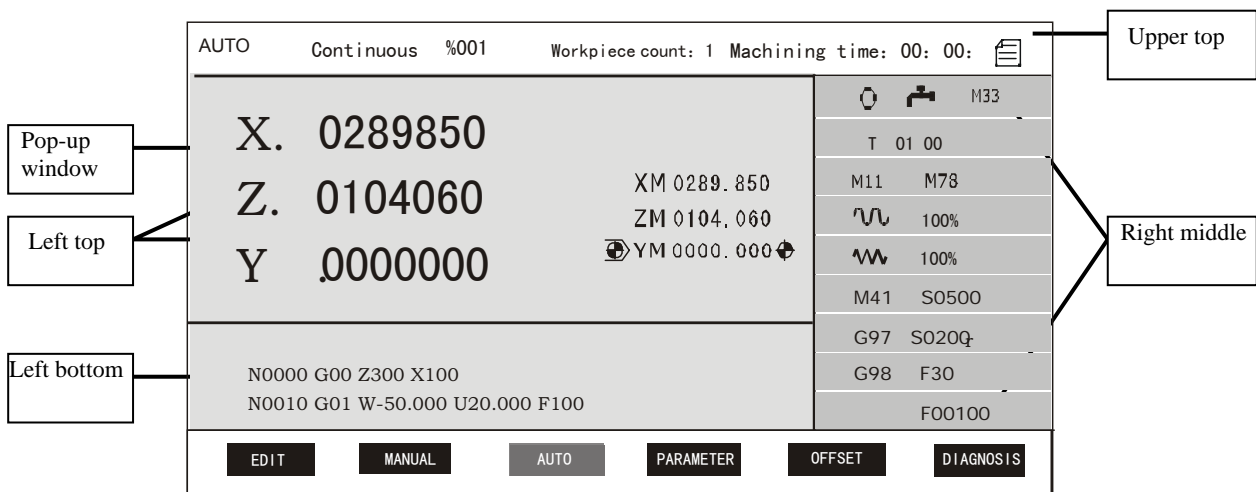 AUTO Continuous %001 Workpiece count: 1 Machining time: 00: 00:
Upper top
M33
X. 0289850
T 01 00
Pop-up
window
XM 0289. 850
M11 M78
Z. 0104060
ZM 0104. 060
100%
Left top
Right middle
Y .0000000
YM 0000. 000
100%
M41 S0500
G97 S0200
Left bottom
N0000 G00 Z300 X100
G98 F30
N0010 G01 W-50.000 U20.000 F100
F00100
EDIT MANUAL AUTO PARAMETER OFFSET DIAGNOSIS